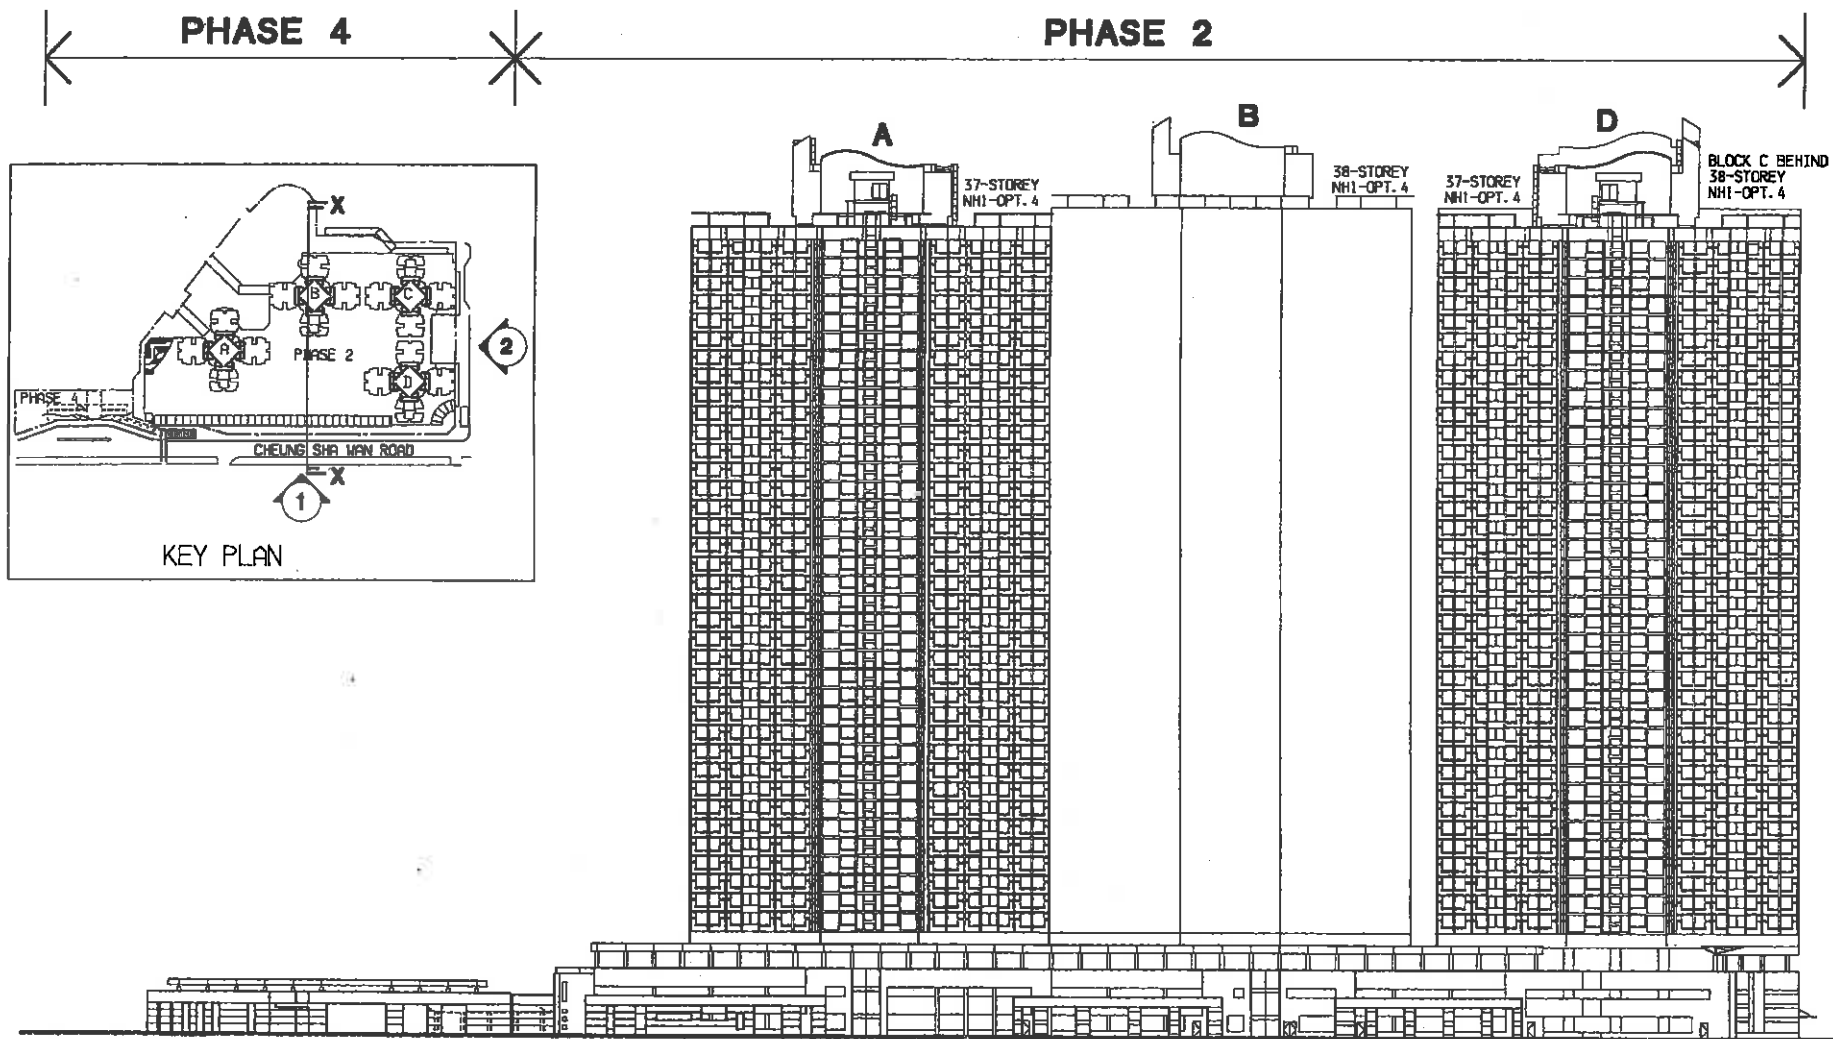 PHASE 4
PHASE 2
A
B
D
37-STOREY
NH1-OPT.4
38-STOREY
NH1-OPT.4
37-STOREY
NH1-OPT.4
BLOCK C BEHIND
38-STOREY
NH1-OPT.4
X
B
C
A
PHASE 2
2
D
PHASE 4
CHEUNG SHA WAN ROAD
X
1
KEY PLAN